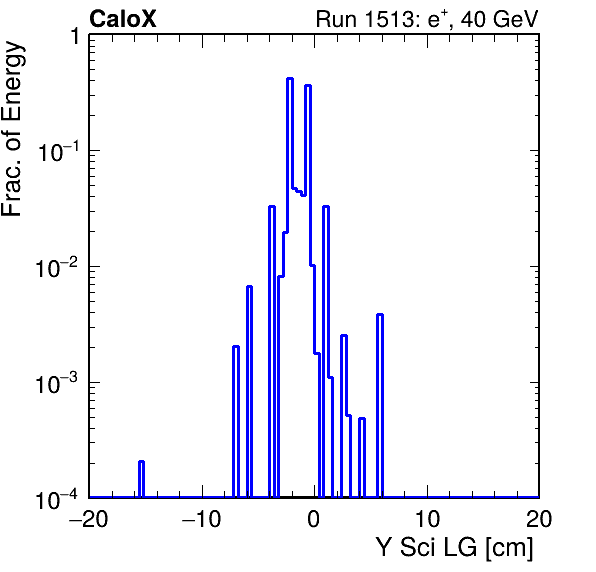 CaloX Run 1513: e⁺, 40 GeV
Frac. of Energy
1
10⁻¹
10⁻²
10⁻³
10⁻⁴
−20 −10 0 10 20
Y Sci LG [cm]